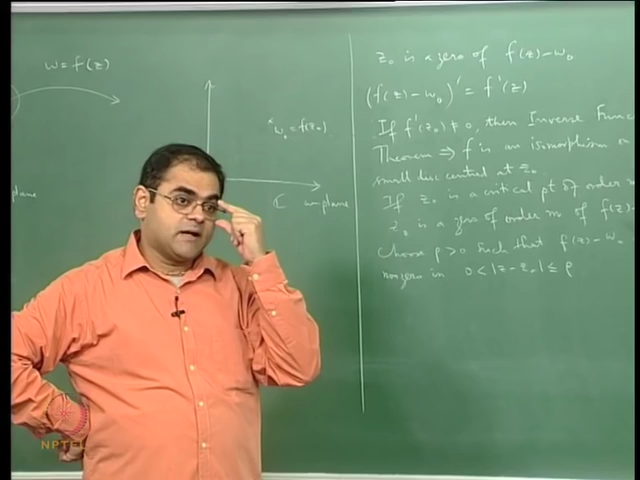 w = f(z)
w₀ = f(z₀)
plane
ℂ w-plane
z₀ is a zero of f(z) - w₀
(f(z) - w₀)' = f'(z)
If f'(z₀) ≠ 0, then Inverse Func
Theorem ⇒ f is an isomorphism on
small disc centred at z₀
If z₀ is a critical pt of order
z₀ is a zero of order m of f(z) -
Choose ρ > 0 such that f(z) - w₀
nonzero in 0 < |z - z₀| ≤ ρ
NPTEL